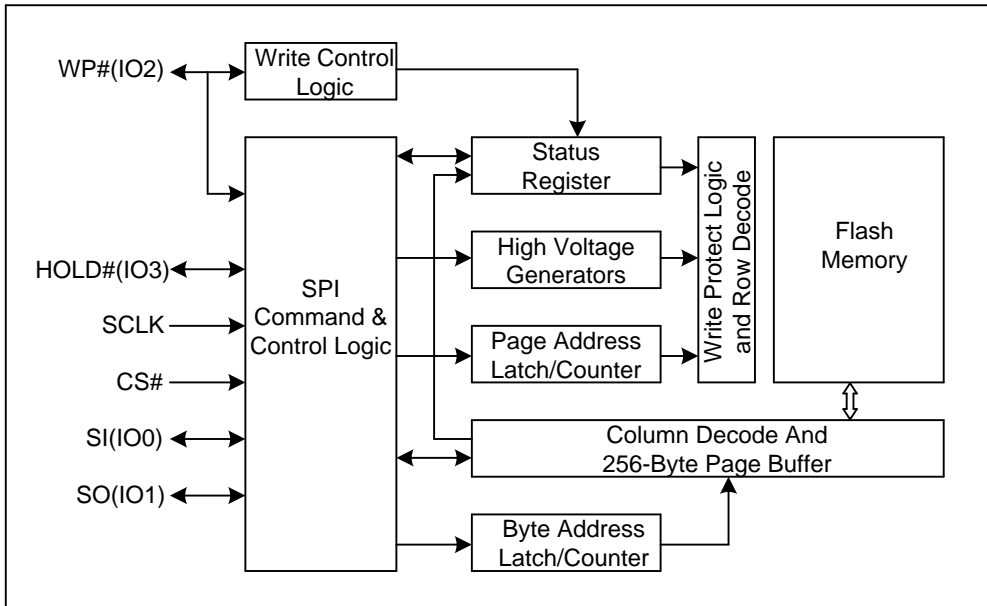 WP#(IO2)
Write Control
Logic
HOLD#(IO3)
SCLK
CS#
SI(IO0)
SO(IO1)
SPI
Command &
Control Logic
Status
Register
High Voltage
Generators
Page Address
Latch/Counter
Write Protect Logic
and Row Decode
Flash
Memory
Column Decode And
256-Byte Page Buffer
Byte Address
Latch/Counter